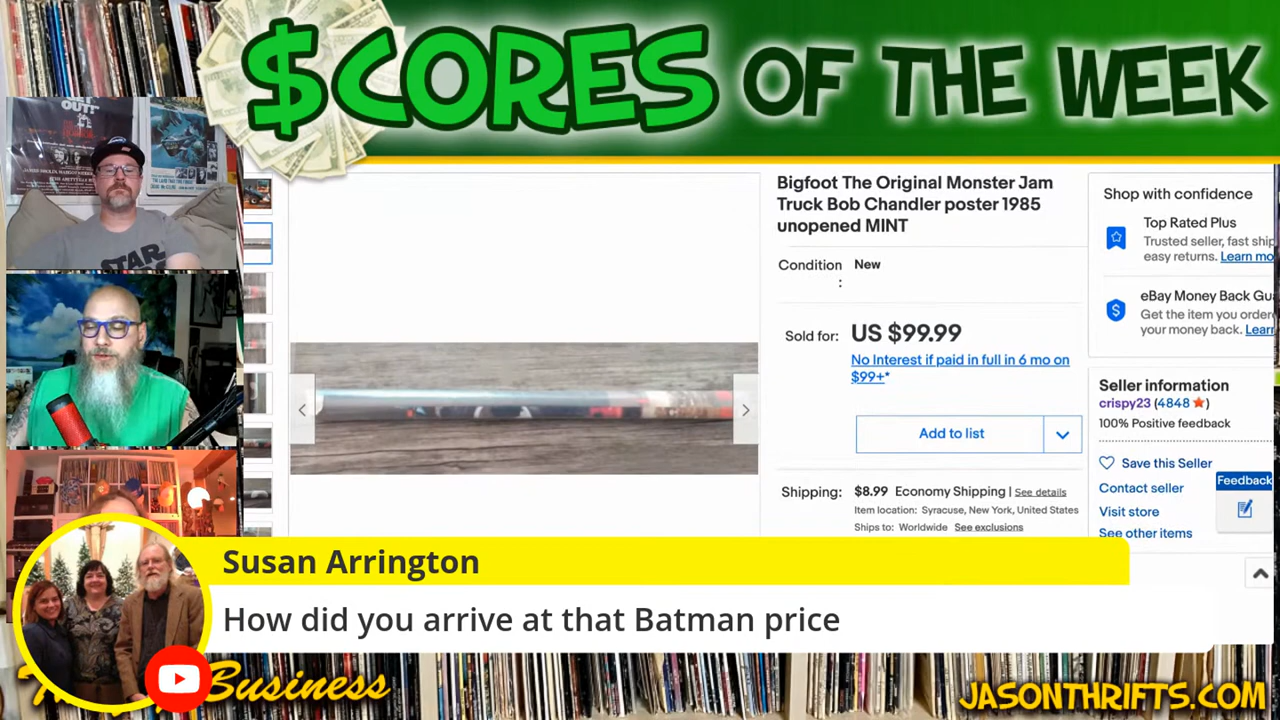 $CORES OF THE WEEK
Bigfoot The Original Monster Jam
Truck Bob Chandler poster 1985
unopened MINT
Condition
:
New
Sold for:
US $99.99
No Interest if paid in full in 6 mo on
$99+*
Add to list
Shipping:
$8.99 Economy Shipping | See details
Item location: Syracuse, New York, United States
Ships to: Worldwide See exclusions
Shop with confidence
Top Rated Plus
Trusted seller, fast ship
easy returns. Learn mo
eBay Money Back Gu
Get the item you order
your money back. Lear
Seller information
crispy23 (4848)
100% Positive feedback
Save this Seller
Contact seller
Visit store
See other items
Feedback
STAR
Susan Arrington
How did you arrive at that Batman price
Business
JASONTHRIFTS.COM